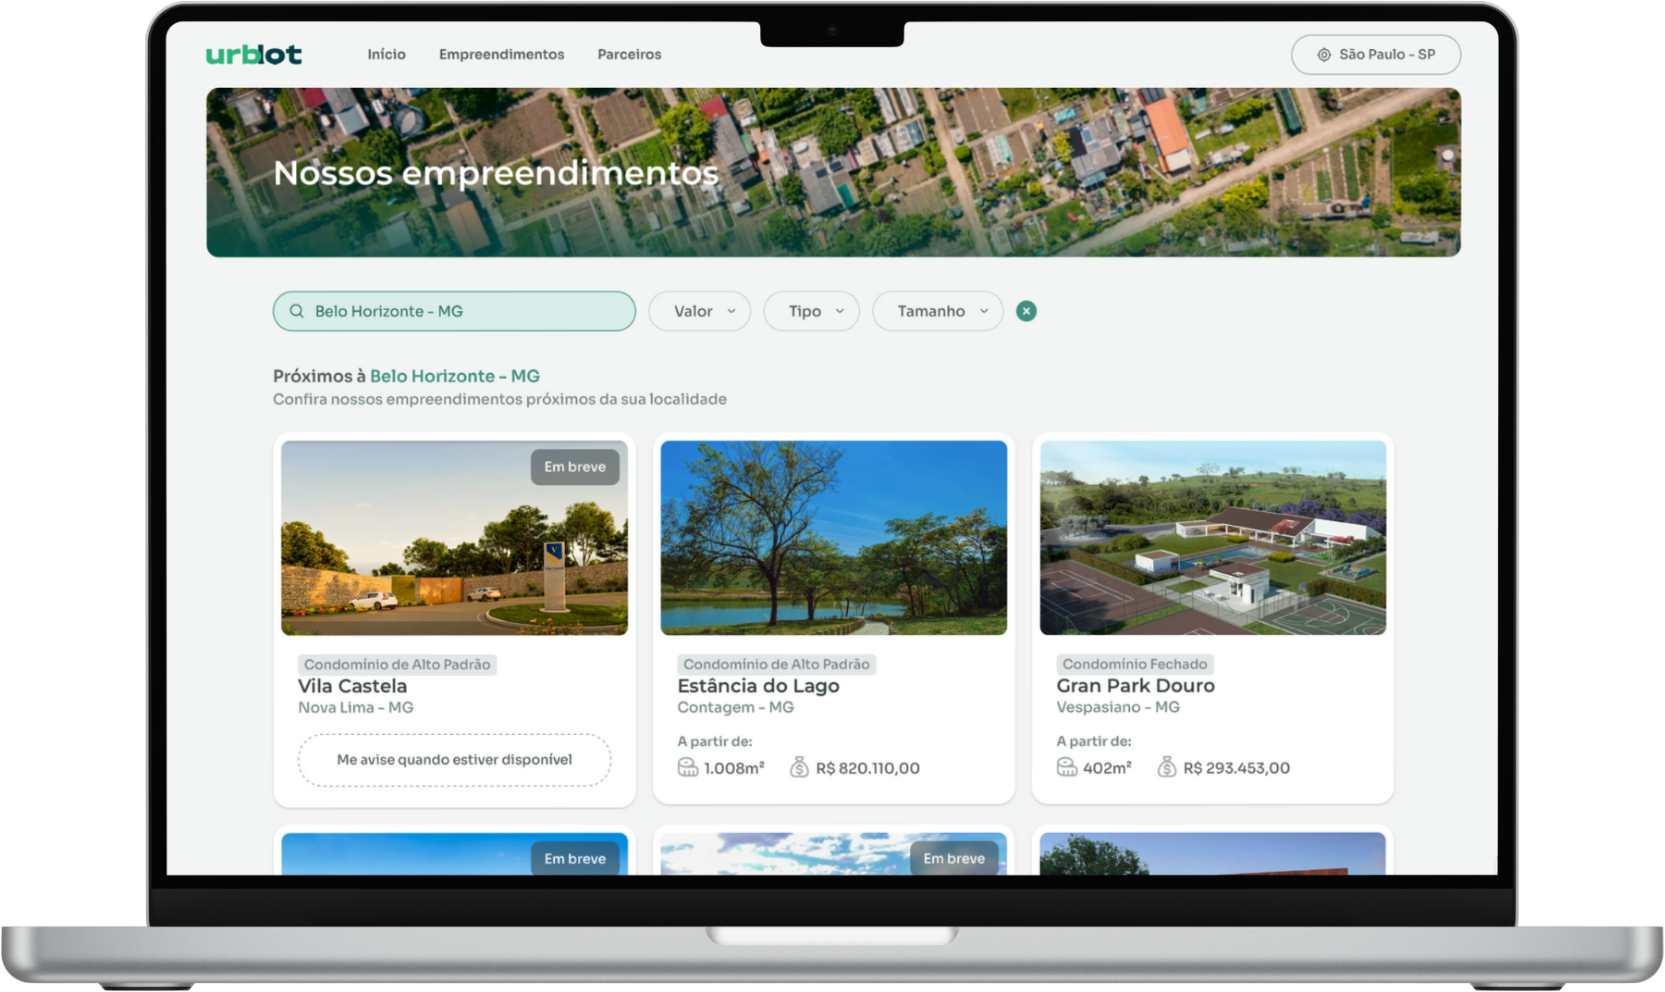 urblot
Início
Empreendimentos
Parceiros
São Paulo - SP
Nossos empreendimentos
Belo Horizonte - MG
Valor
Tipo
Tamanho
Próximos à Belo Horizonte - MG
Confira nossos empreendimentos próximos da sua localidade
Em breve
V
Condomínio de Alto Padrão
Vila Castela
Nova Lima - MG
Me avise quando estiver disponível
Condomínio de Alto Padrão
Estância do Lago
Contagem - MG
A partir de:
1.008m²
R$ 820.110,00
Condomínio Fechado
Gran Park Douro
Vespasiano - MG
A partir de:
402m²
R$ 293.453,00
Em breve
Em breve